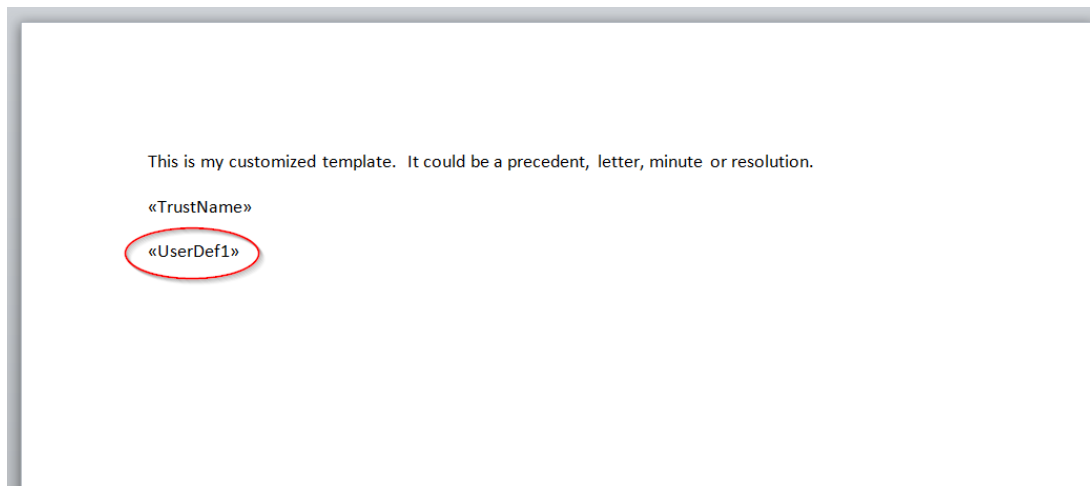 This is my customized template.  It could be a precedent, letter, minute or resolution.
«TrustName»
«UserDef1»